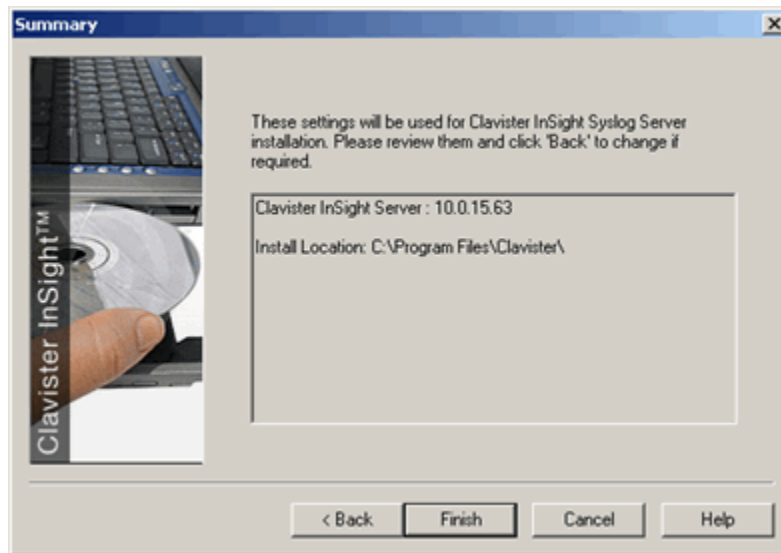 Summary
These settings will be used for Clavister InSight Syslog Server
installation. Please review them and click 'Back' to change if
required.
Clavister InSight Server : 10.0.15.63
Install Location: C:\Program Files\Clavister\
Clavister InSight™
< Back
Finish
Cancel
Help